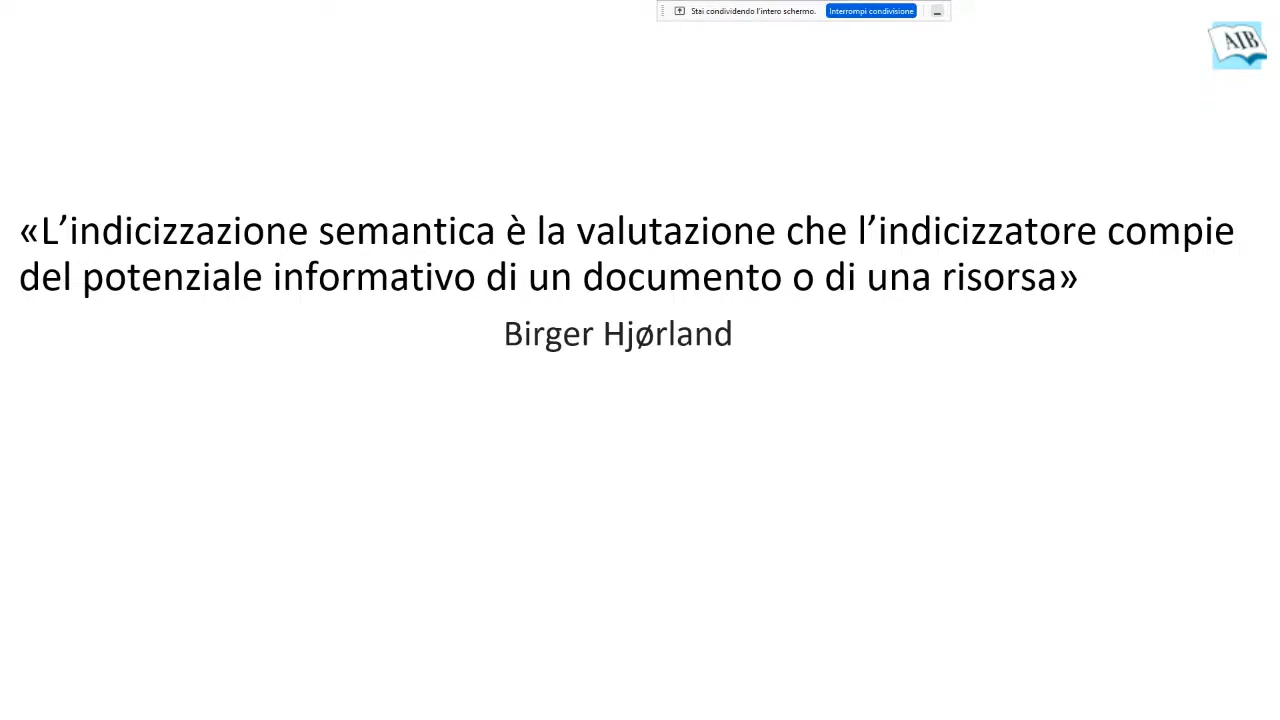 Stai condividendo l'intero schermo. Interrompi condivisione
AIB
«L’indicizzazione semantica è la valutazione che l’indicizzatore compie
del potenziale informativo di un documento o di una risorsa»
Birger Hjørland